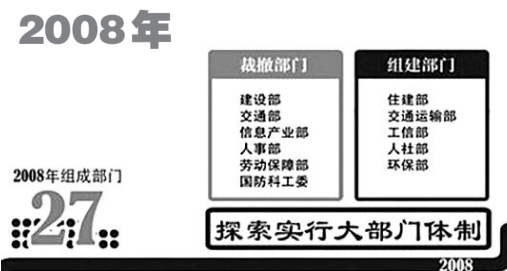 2008年
裁撤部门
建设部
交通部
信息产业部
人事部
劳动保障部
国防科工委
组建部门
住建部
交通运输部
工信部
人社部
环保部
2008年组成部门
27
探索实行大部门体制
2008